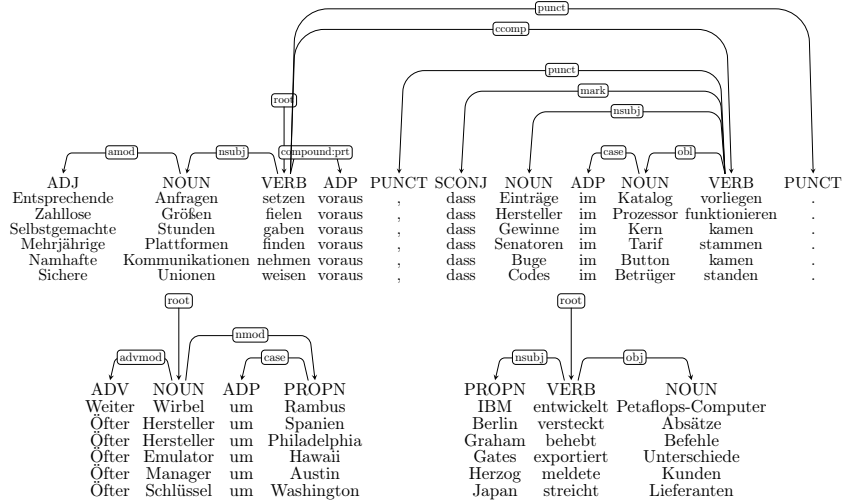 punct
ccomp
punct
root mark
nsubj
amod nsubj compound:prt case obl
ADJ NOUN VERB ADP PUNCT SCONJ NOUN ADP NOUN VERB PUNCT
Entsprechende Anfragen setzen voraus , dass Einträge im Katalog vorliegen .
Zahllose Größen fielen voraus , dass Hersteller im Prozessor funktionieren .
Selbstgemachte Stunden gaben voraus , dass Gewinne im Kern kamen .
Mehrjährige Plattformen finden voraus , dass Senatoren im Tarif stammen .
Namhafte Kommunikationen nehmen voraus , dass Buge im Button kamen .
Sichere Unionen weisen voraus , dass Codes im Betrüger standen .
root root
nmod
advmod case nsubj obj
ADV NOUN ADP PROPN PROPN VERB NOUN
Weiter Wirbel um Rambus IBM entwickelt Petaflops-Computer
Öfter Hersteller um Spanien Berlin versteckt Absätze
Öfter Hersteller um Philadelphia Graham behebt Befehle
Öfter Emulator um Hawaii Gates exportiert Unterschiede
Öfter Manager um Austin Herzog meldete Kunden
Öfter Schlüssel um Washington Japan streicht Lieferanten